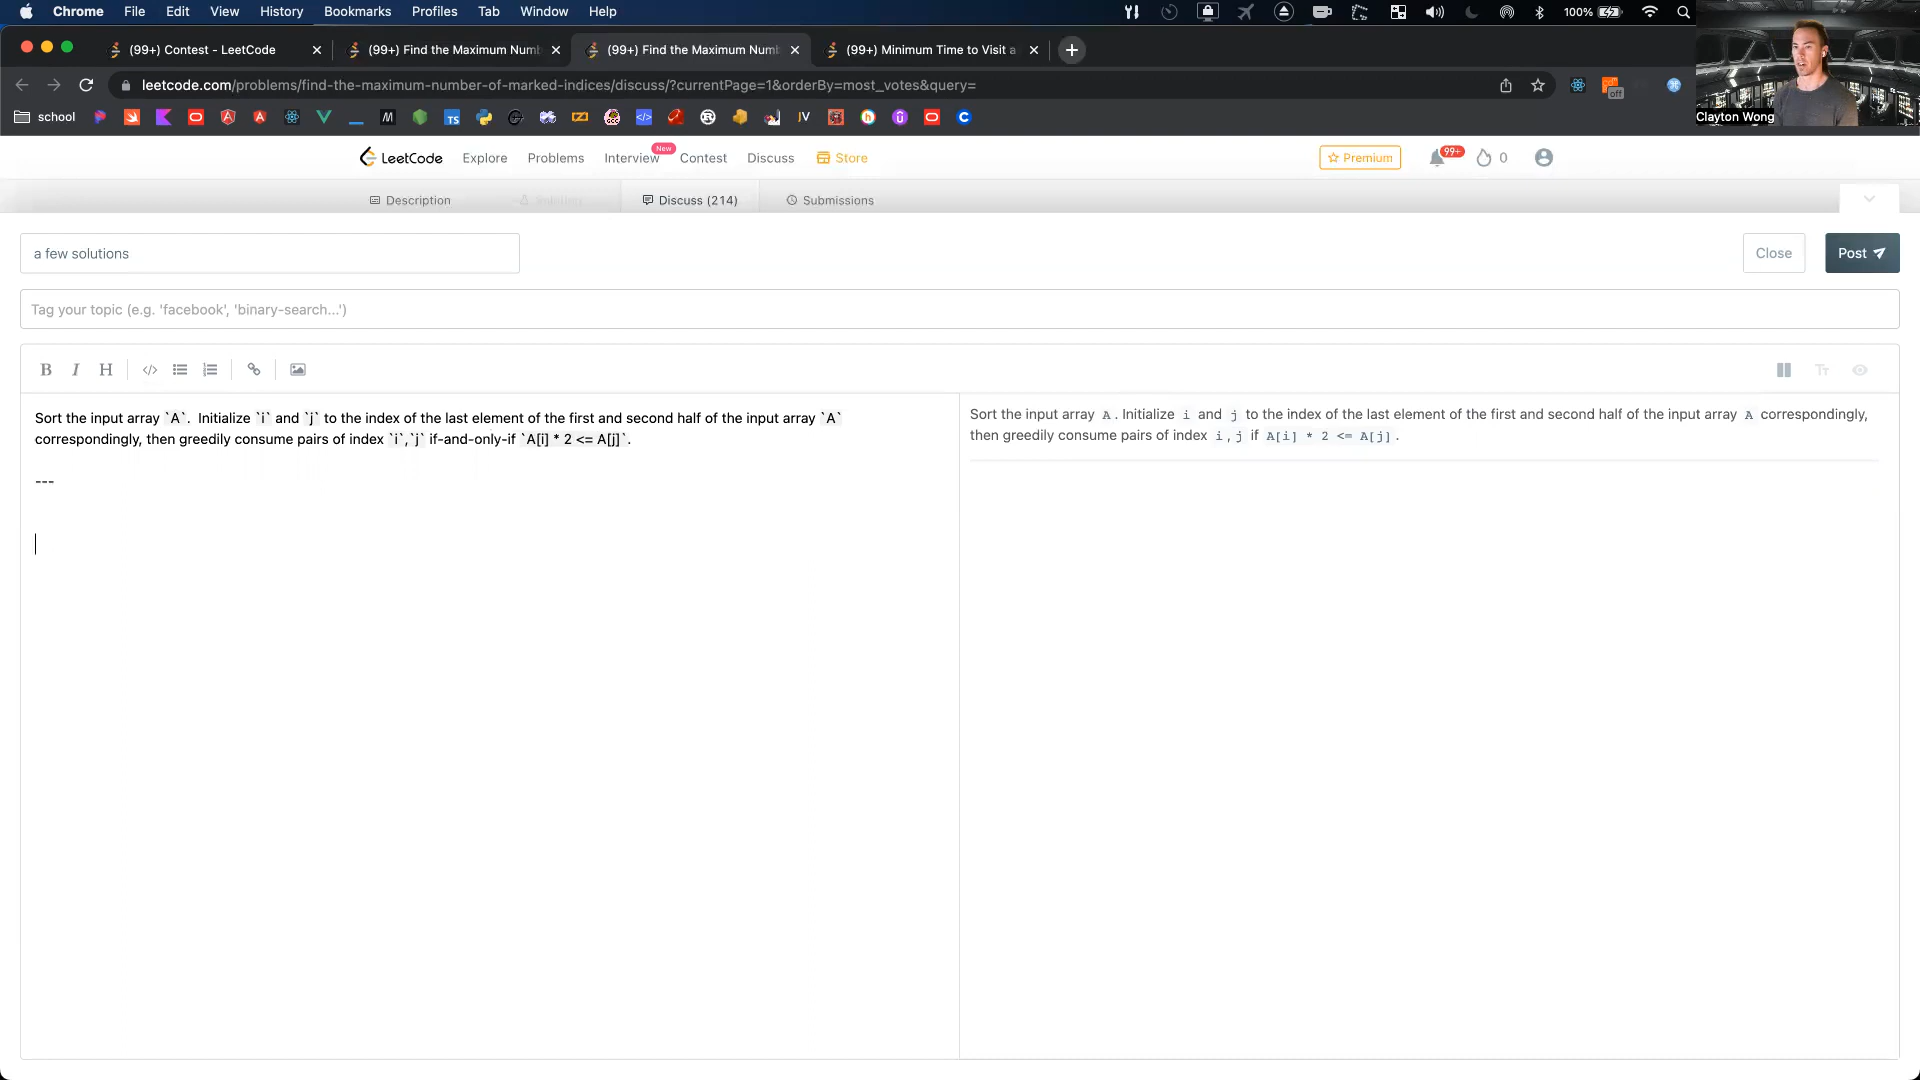 Chrome File Edit View History Bookmarks Profiles Tab Window Help 100%
(99+) Contest - LeetCode (99+) Find the Maximum Numb (99+) Find the Maximum Numb (99+) Minimum Time to Visit a
leetcode.com/problems/find-the-maximum-number-of-marked-indices/discuss/?currentPage=1&orderBy=most_votes&query=
off
school TS JV
Clayton Wong
LeetCode Explore Problems Interview New Contest Discuss Store Premium 99+ 0
Description Discuss (214) Submissions
a few solutions
Close Post
Tag your topic (e.g. 'facebook', 'binary-search...')
B I H </>
Sort the input array `A`.  Initialize `i` and `j` to the index of the last element of the first and second half of the input array `A`
correspondingly, then greedily consume pairs of index `i`,`j` if-and-only-if `A[i] * 2 <= A[j]`.
---
Sort the input array A. Initialize i and j to the index of the last element of the first and second half of the input array A correspondingly,
then greedily consume pairs of index i,j if A[i] * 2 <= A[j].